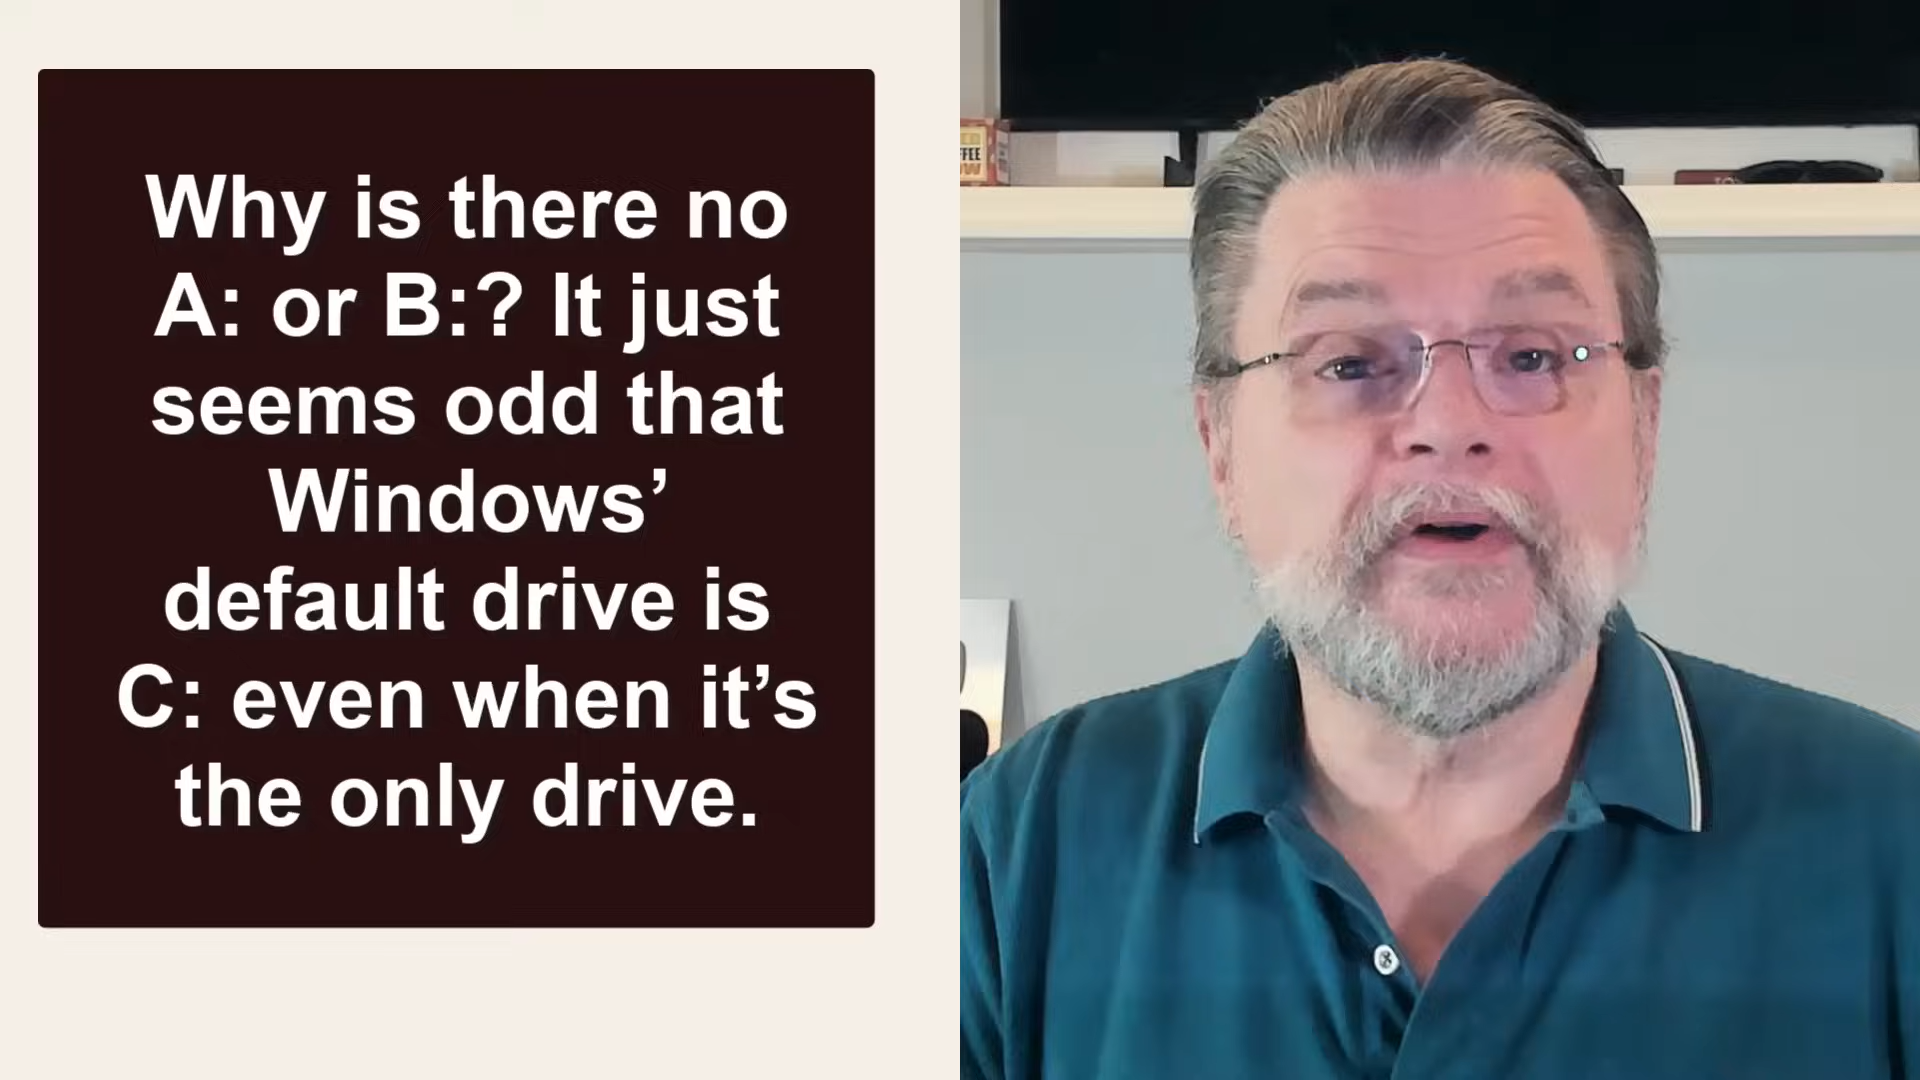 Why is there no
A: or B:? It just
seems odd that
Windows’
default drive is
C: even when it’s
the only drive.
FFEE